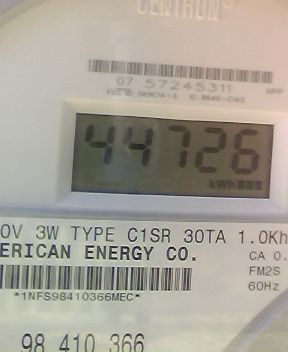 CENTRON®
07 57245311
44726
kWh
0V 3W TYPE C1SR 30TA 1.0Kh
ERICAN ENERGY CO.
CA 0.
FM2S
60Hz
*1NFS98410366MEC*
98 410 366